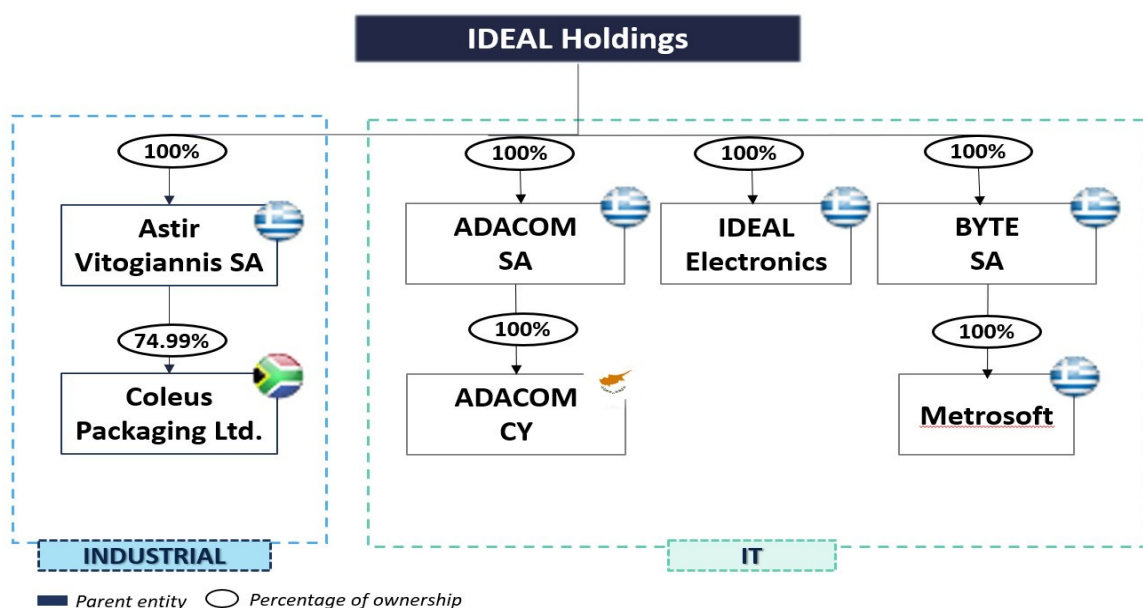 IDEAL Holdings
100%
100%
100%
100%
Astir
Vitogiannis SA
ADACOM
SA
IDEAL
Electronics
BYTE
SA
74.99%
100%
100%
Coleus
Packaging Ltd.
ADACOM
CY
Metrosoft
INDUSTRIAL
IT
Parent entity
Percentage of ownership